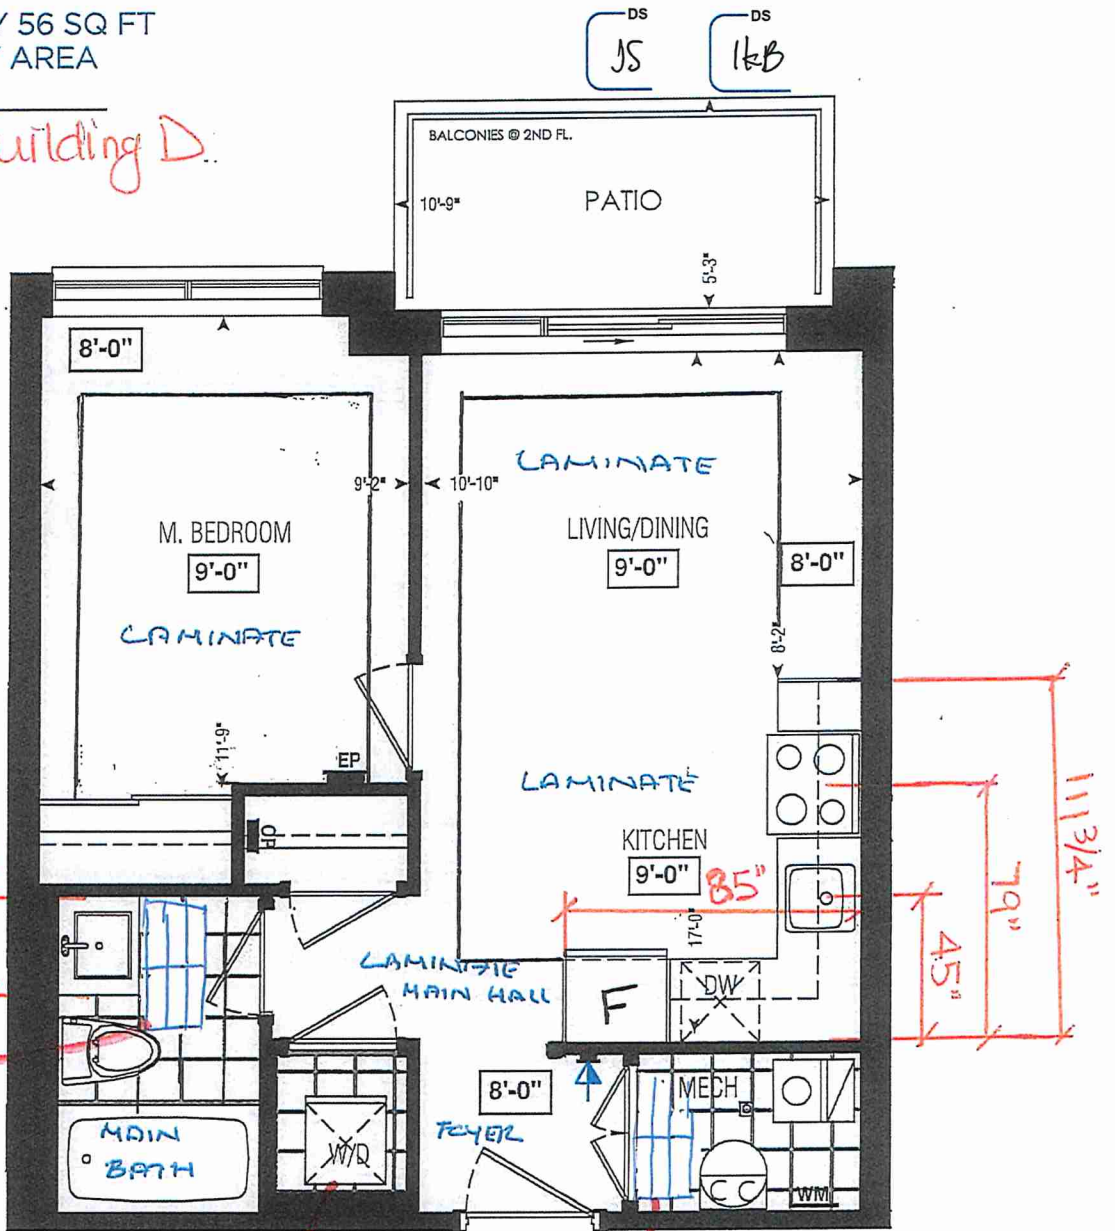 56 SQ FT
AREA
DS
JS
DS
1kB
uilding D.
BALCONIES @ 2ND FL.
10'-9"
PATIO
5'-3"
8'-0"
9'-2"
10'-10"
LAMINATE
M. BEDROOM
9'-0"
LIVING/DINING
9'-0"
8'-0"
LAMINATE
8'-2"
11'-9"
EP
LAMINATE
111 3/4"
KITCHEN
9'-0"
85"
79"
17'-0"
45"
LAMINATE
MAIN HALL
F
DW
8'-0"
MECH
MAIN
BATH
W/D
FOYER
WM